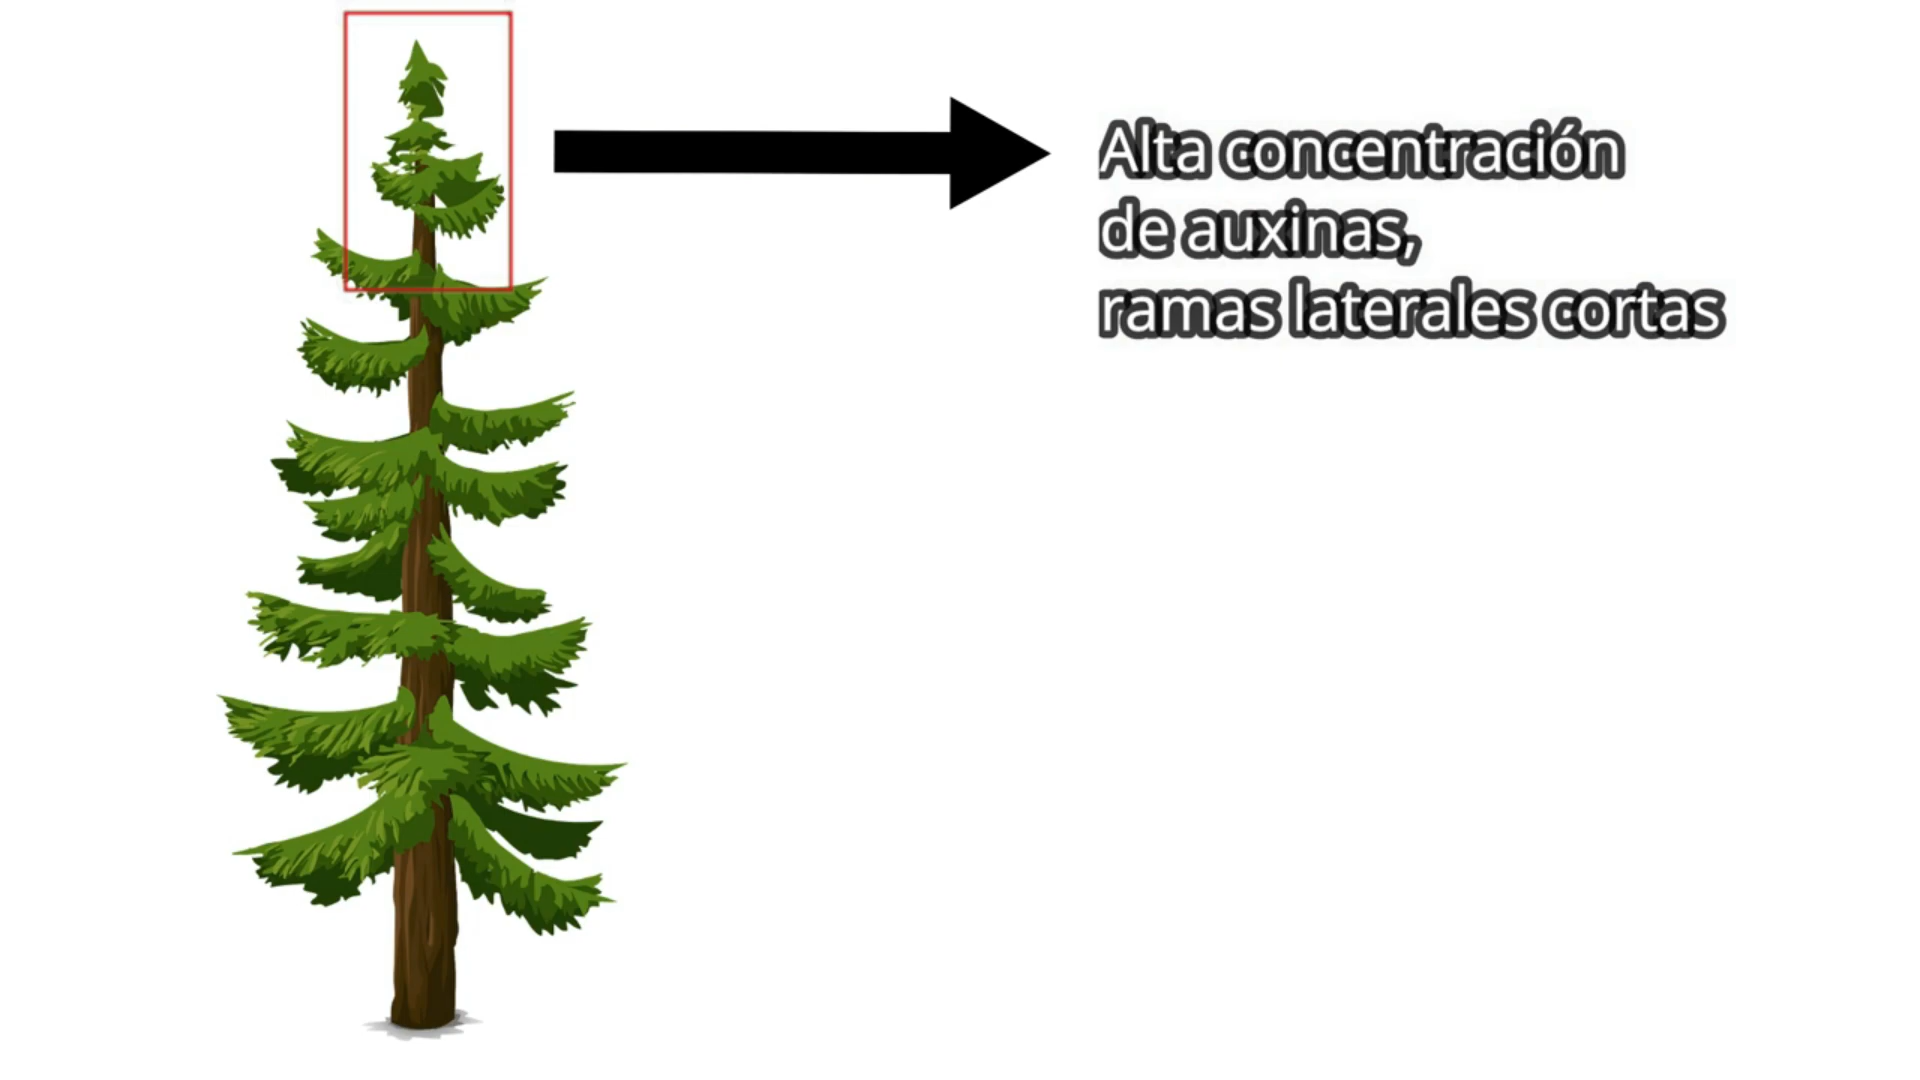 Alta concentración
de auxinas,
ramas laterales cortas